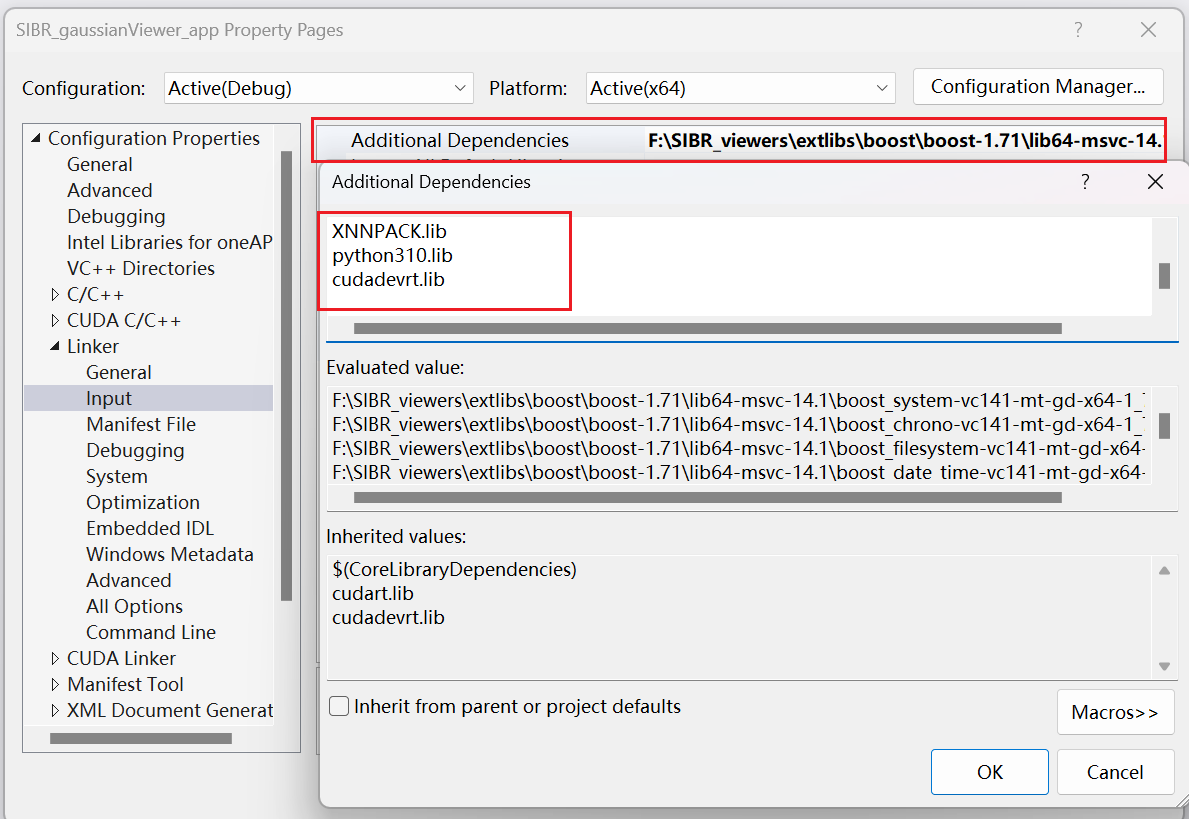 SIBR_gaussianViewer_app Property Pages
Configuration: Active(Debug) Platform: Active(x64) Configuration Manager...
Configuration Properties
General
Advanced
Debugging
Intel Libraries for oneAP
VC++ Directories
C/C++
CUDA C/C++
Linker
General
Input
Manifest File
Debugging
System
Optimization
Embedded IDL
Windows Metadata
Advanced
All Options
Command Line
CUDA Linker
Manifest Tool
XML Document Generat
Additional Dependencies F:\SIBR_viewers\extlibs\boost\boost-1.71\lib64-msvc-14.
Additional Dependencies
XNNPACK.lib
python310.lib
cudadevrt.lib
Evaluated value:
F:\SIBR_viewers\extlibs\boost\boost-1.71\lib64-msvc-14.1\boost_system-vc141-mt-gd-x64-1_
F:\SIBR_viewers\extlibs\boost\boost-1.71\lib64-msvc-14.1\boost_chrono-vc141-mt-gd-x64-1_
F:\SIBR_viewers\extlibs\boost\boost-1.71\lib64-msvc-14.1\boost_filesystem-vc141-mt-gd-x64-
F:\SIBR_viewers\extlibs\boost\boost-1.71\lib64-msvc-14.1\boost_date_time-vc141-mt-gd-x64-
Inherited values:
$(CoreLibraryDependencies)
cudart.lib
cudadevrt.lib
Inherit from parent or project defaults
Macros>>
OK Cancel